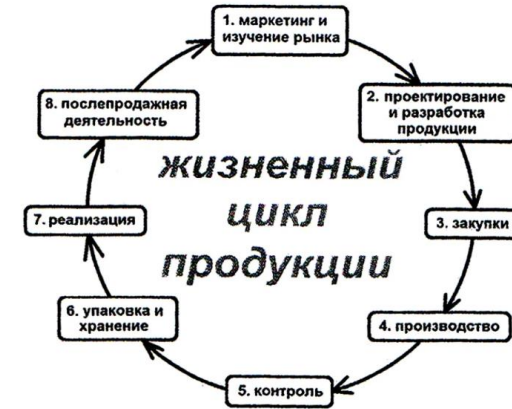 1. маркетинг и
изучение рынка
2. проектирование
и разработка
продукции
3. закупки
4. производство
5. контроль
6. упаковка и
хранение
7. реализация
8. послепродажная
деятельность
жизненный
цикл
продукции